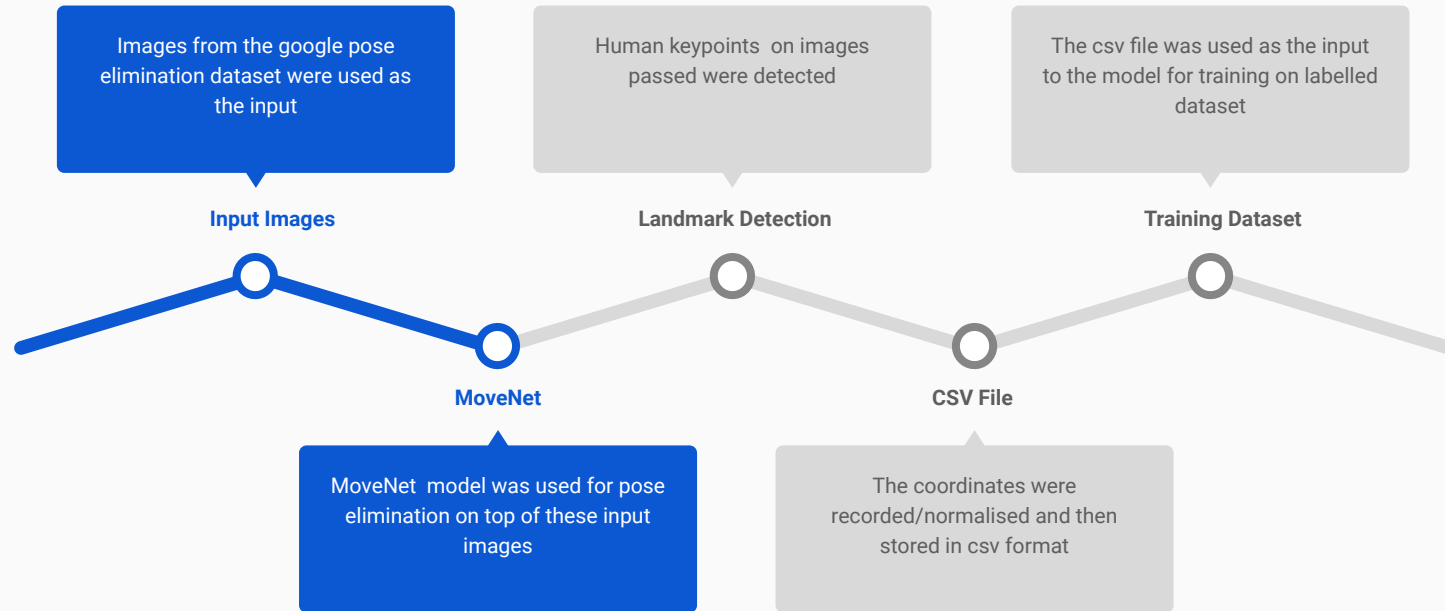 Images from the google pose
elimination dataset were used as
the input
Input Images
MoveNet
MoveNet  model was used for pose
elimination on top of these input
images
Human keypoints  on images
passed were detected
Landmark Detection
CSV File
The coordinates were
recorded/normalised and then
stored in csv format
The csv file was used as the input
to the model for training on labelled
dataset
Training Dataset